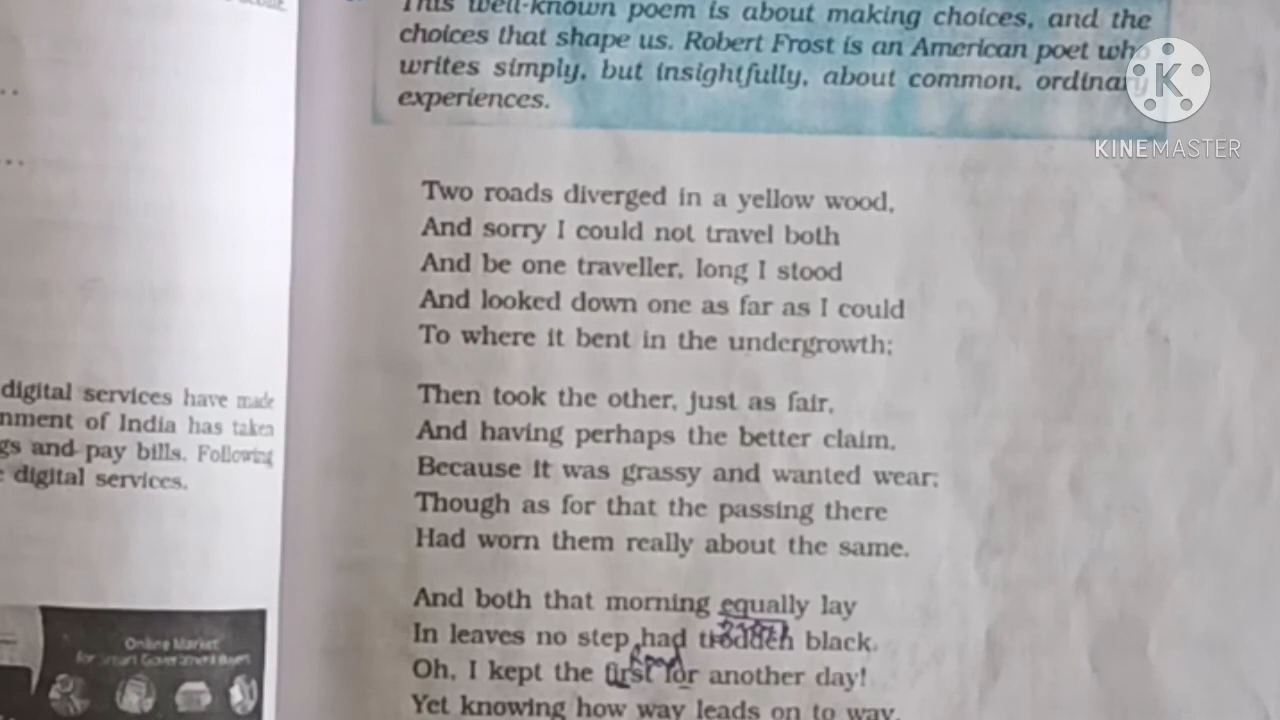 This well-known poem is about making choices, and the
choices that shape us. Robert Frost is an American poet who
writes simply, but insightfully, about common, ordinary
experiences.
K
KINEMASTER
Two roads diverged in a yellow wood,
And sorry I could not travel both
And be one traveller, long I stood
And looked down one as far as I could
To where it bent in the undergrowth;
Then took the other, just as fair,
And having perhaps the better claim,
Because it was grassy and wanted wear;
Though as for that the passing there
Had worn them really about the same.
And both that morning equally lay
In leaves no step had trodden black.
Oh, I kept the first for another day!
Yet knowing how way leads on to way,
digital services have made
nment of India has taken
gs and pay bills. Following
e digital services.
Online Market
for Smart Government Buyers